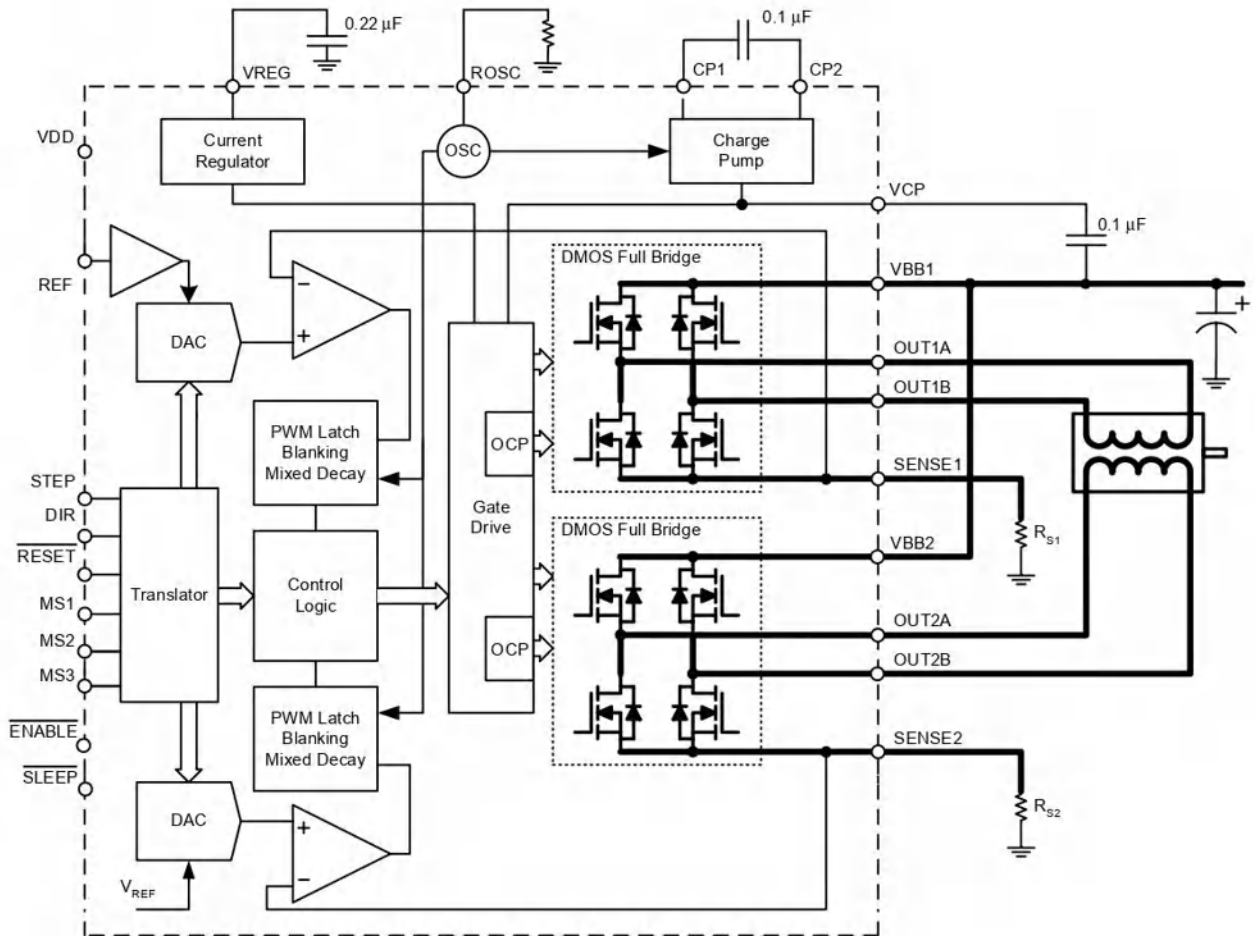 0.22 µF
0.1 µF
VREG
ROSC
CP1
CP2
VDD
Current
Regulator
OSC
Charge
Pump
VCP
0.1 µF
REF
DMOS Full Bridge
VBB1
+
−
+
DAC
OUT1A
OUT1B
PWM Latch
Blanking
Mixed Decay
OCP
SENSE1
Gate
Drive
STEP
DIR
RESET
MS1
MS2
MS3
Translator
Control
Logic
DMOS Full Bridge
VBB2
RS1
OUT2A
OUT2B
OCP
PWM Latch
Blanking
Mixed Decay
ENABLE
SLEEP
SENSE2
DAC
+
−
RS2
VREF